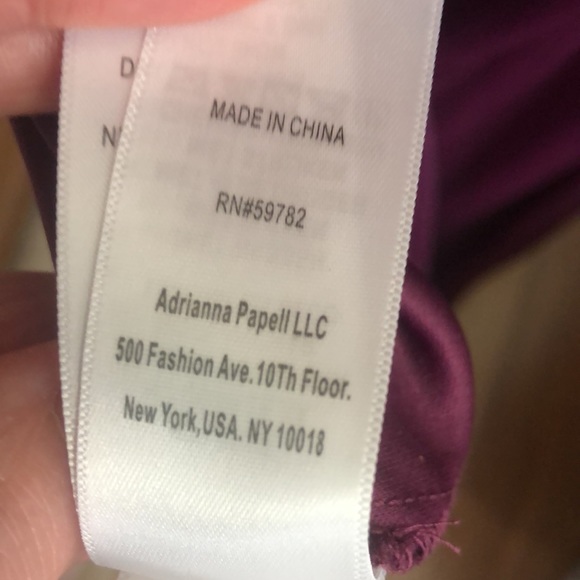 D
N
MADE IN CHINA
RN#59782
Adrianna Papell LLC
500 Fashion Ave.10Th Floor.
New York,USA. NY 10018